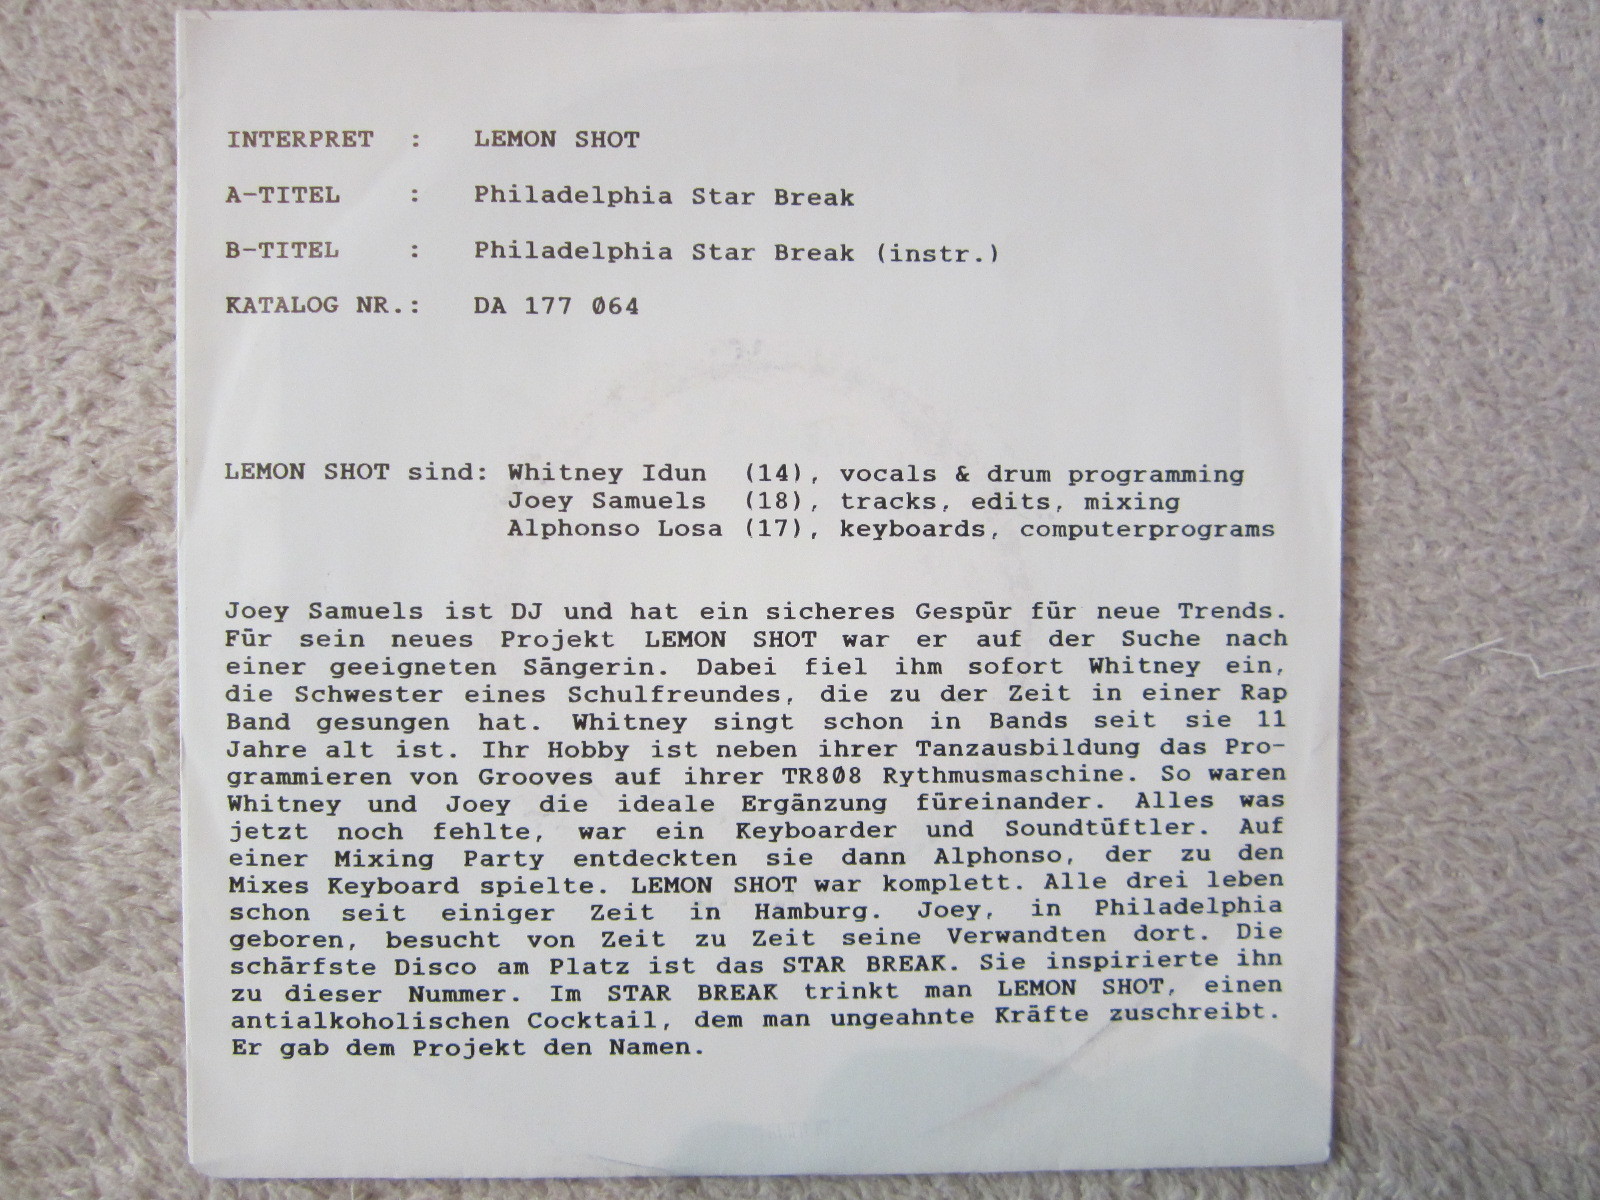 INTERPRET : LEMON SHOT
A-TITEL : Philadelphia Star Break
B-TITEL : Philadelphia Star Break (instr.)
KATALOG NR.: DA 177 064
LEMON SHOT sind: Whitney Idun (14), vocals & drum programming
Joey Samuels (18), tracks, edits, mixing
Alphonso Losa (17), keyboards, computerprograms
Joey Samuels ist DJ und hat ein sicheres Gespür für neue Trends.
Für sein neues Projekt LEMON SHOT war er auf der Suche nach
einer geeigneten Sängerin. Dabei fiel ihm sofort Whitney ein,
die Schwester eines Schulfreundes, die zu der Zeit in einer Rap
Band gesungen hat. Whitney singt schon in Bands seit sie 11
Jahre alt ist. Ihr Hobby ist neben ihrer Tanzausbildung das Pro-
grammieren von Grooves auf ihrer TR808 Rythmusmaschine. So waren
Whitney und Joey die ideale Ergänzung füreinander. Alles was
jetzt noch fehlte, war ein Keyboarder und Soundtüftler. Auf
einer Mixing Party entdeckten sie dann Alphonso, der zu den
Mixes Keyboard spielte. LEMON SHOT war komplett. Alle drei leben
schon seit einiger Zeit in Hamburg. Joey, in Philadelphia
geboren, besucht von Zeit zu Zeit seine Verwandten dort. Die
schärfste Disco am Platz ist das STAR BREAK. Sie inspirierte ihn
zu dieser Nummer. Im STAR BREAK trinkt man LEMON SHOT, einen
antialkoholischen Cocktail, dem man ungeahnte Kräfte zuschreibt.
Er gab dem Projekt den Namen.